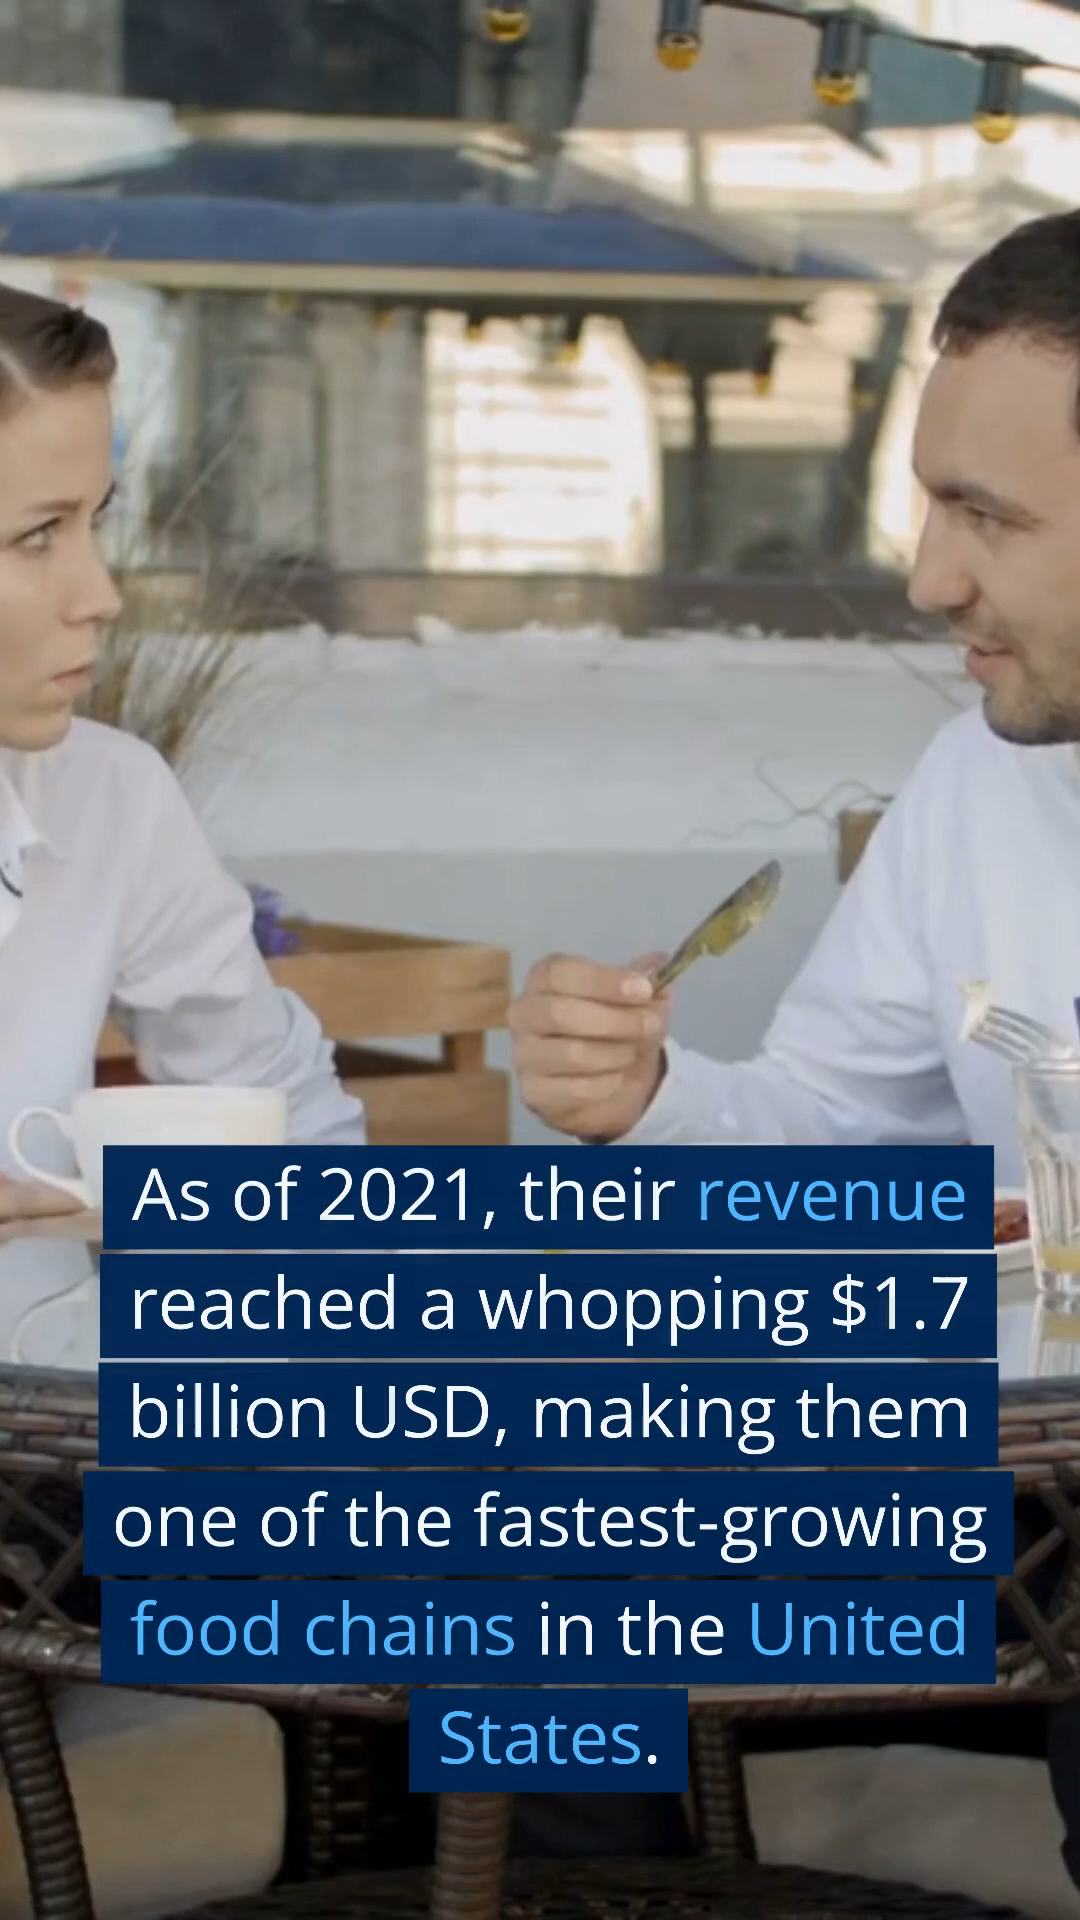 As of 2021, their revenue
reached a whopping $1.7
billion USD, making them
one of the fastest-growing
food chains in the United
States.